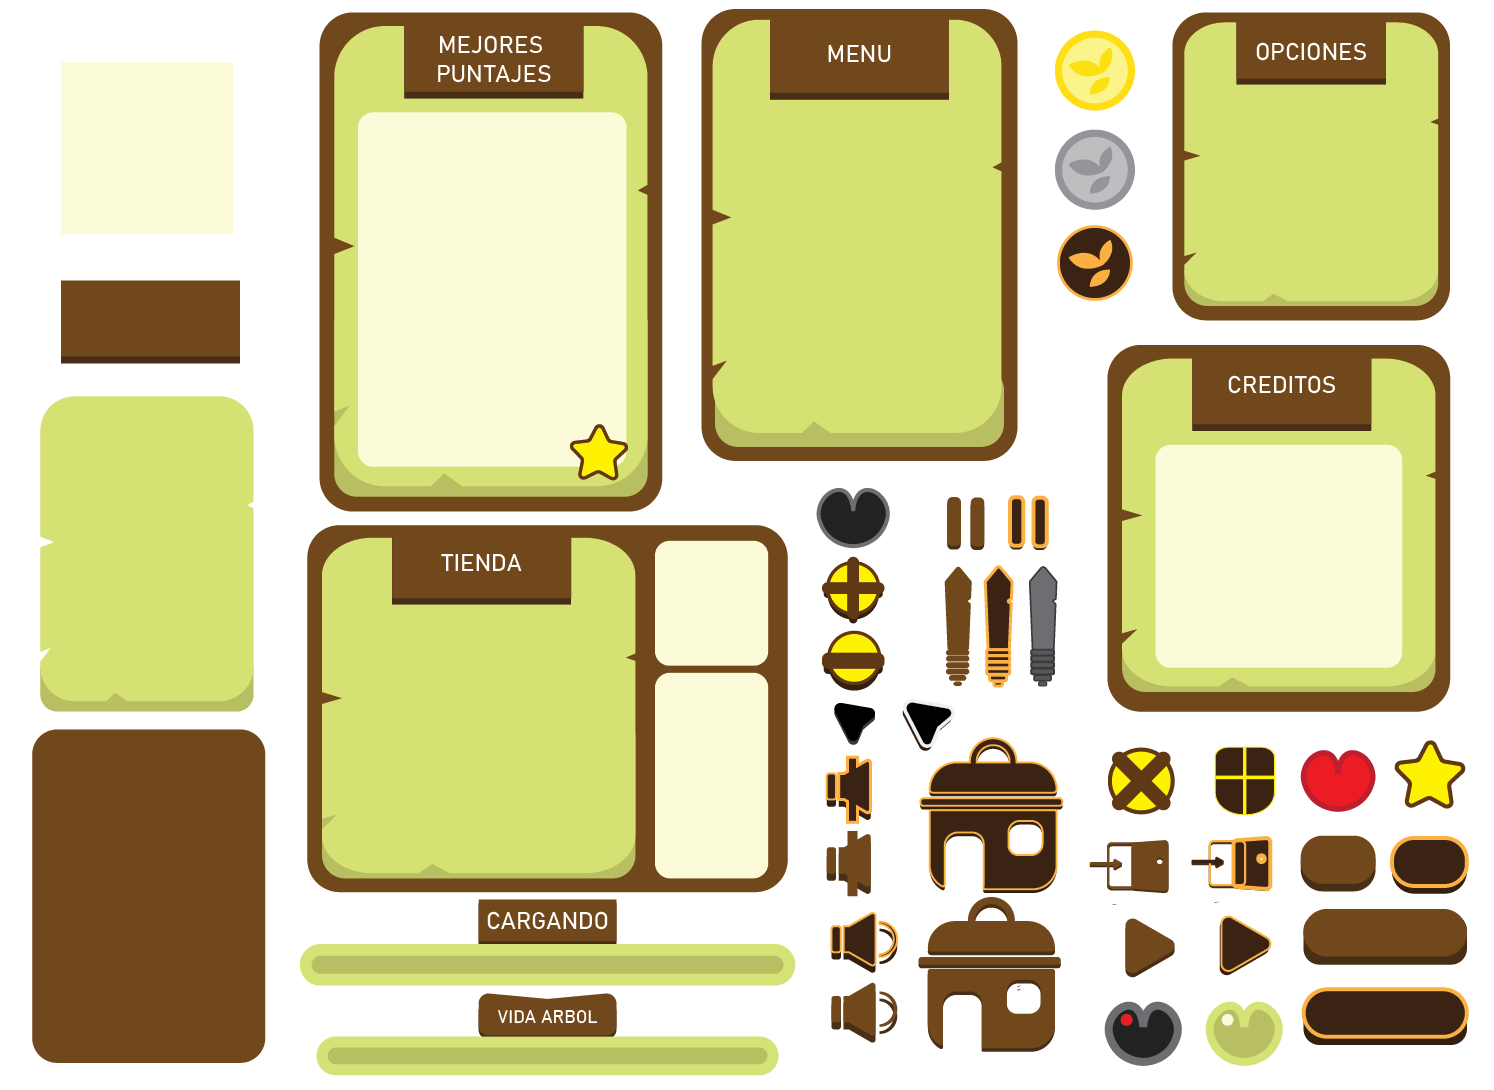 MEJORES
PUNTAJES
MENU
OPCIONES
CREDITOS
TIENDA
CARGANDO
VIDA ARBOL